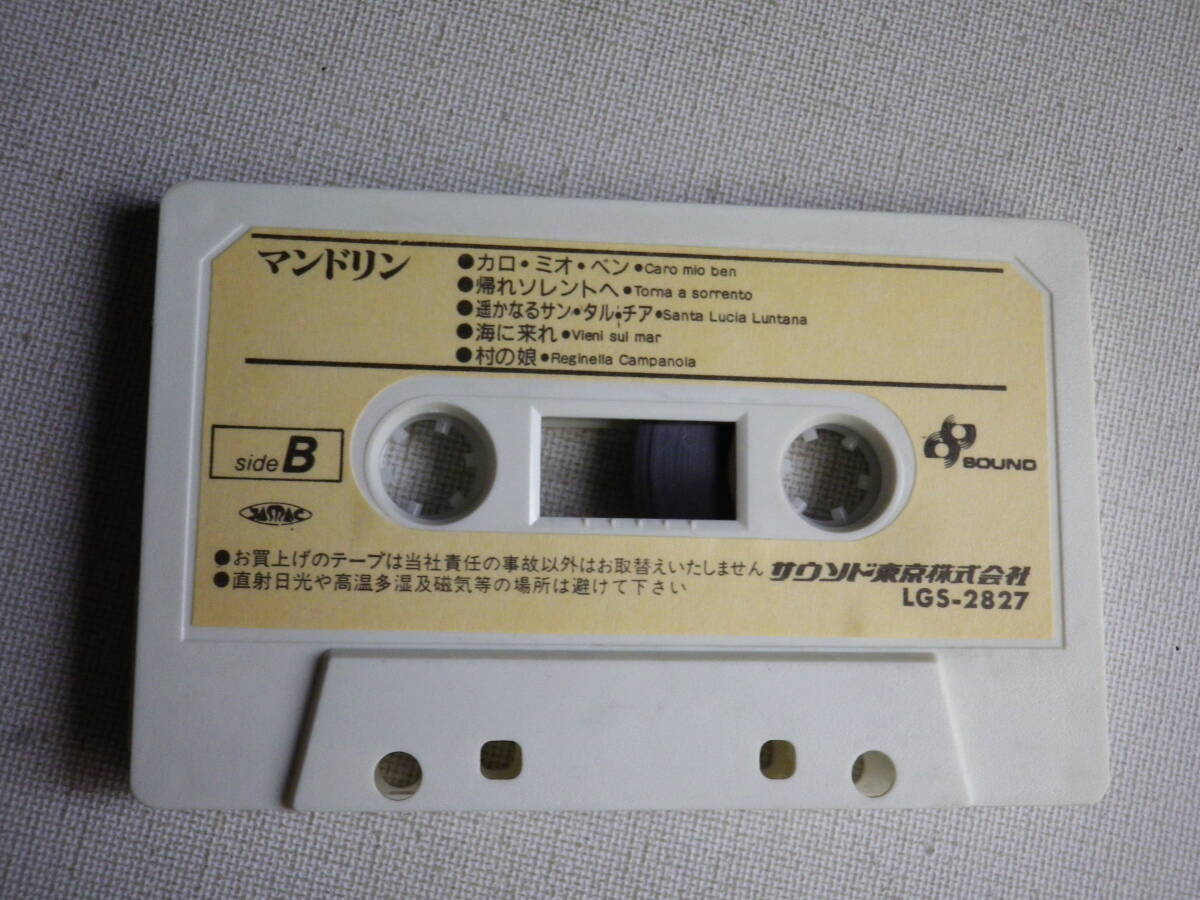 マンドリン
●カロ・ミオ・ベン●Caro mio ben
●帰れソレントへ●Torna a sorrento
●遥かなるサン・タル・チア●Santa Lucia Luntana
●海に来れ●Vieni sul mar
●村の娘●Reginella Campanola
side B
SOUND
JASRAC
●お買上げのテープは当社責任の事故以外はお取替えいたしません
●直射日光や高温多湿及磁気等の場所は避けて下さい
サウンド東京株式会社
LGS-2827